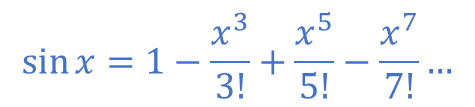 sin x = 1 − x³/3! + x⁵/5! − x⁷/7! ...